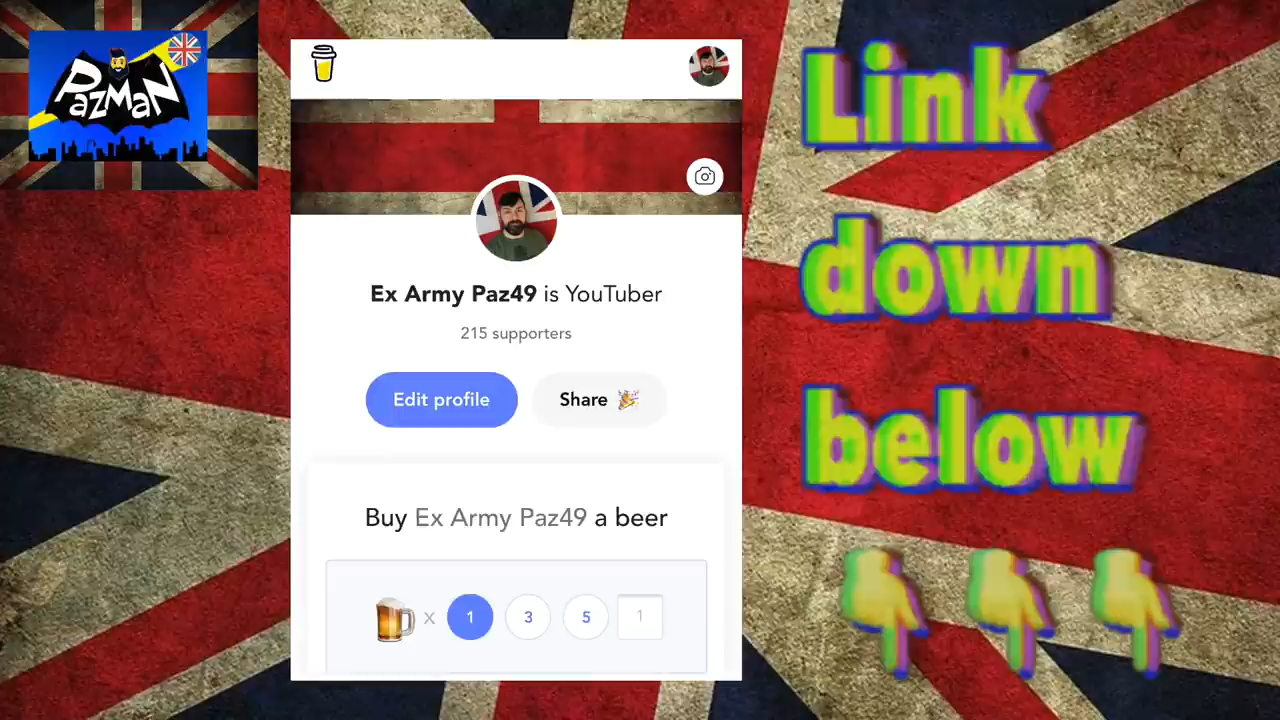 PazMaN
Ex Army Paz49 is YouTuber
215 supporters
Edit profile
Share
Buy Ex Army Paz49 a beer
x 1 3 5 1
Link
down
below